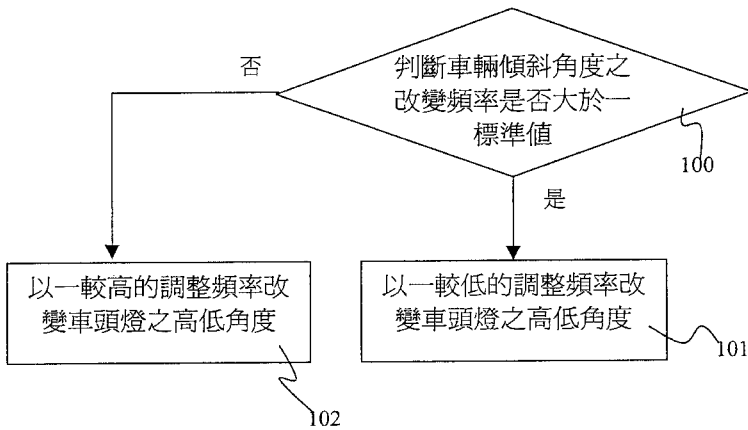 判斷車輛傾斜角度之
改變頻率是否大於一
標準值
100
否
是
以一較高的調整頻率改
變車頭燈之高低角度
102
以一較低的調整頻率改
變車頭燈之高低角度
101